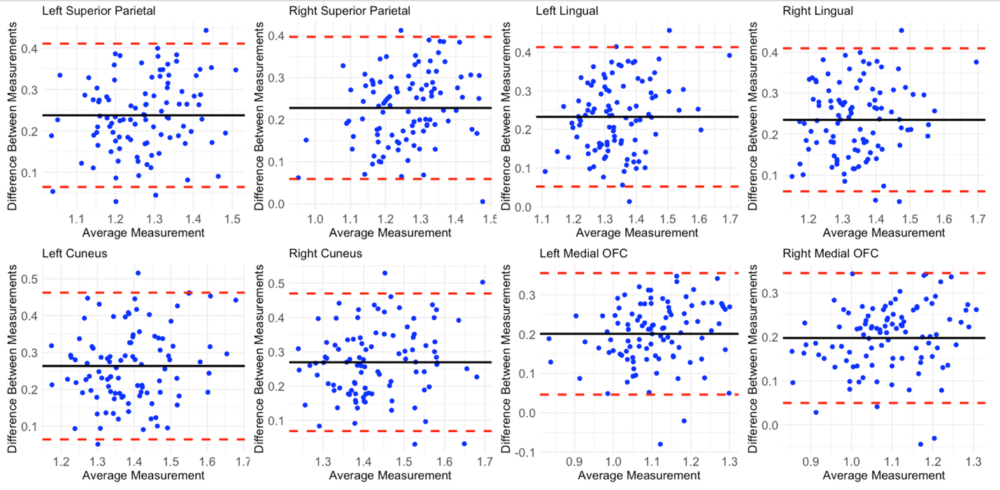 Left Superior Parietal
Difference Between Measurements
0.4
0.3
0.2
0.1
1.1 1.2 1.3 1.4 1.5
Average Measurement
Right Superior Parietal
Difference Between Measurements
0.4
0.3
0.2
0.1
0.0
1.0 1.1 1.2 1.3 1.4 1.5
Average Measurement
Left Lingual
Difference Between Measurements
0.4
0.3
0.2
0.1
0.0
1.1 1.2 1.3 1.4 1.5 1.6 1.7
Average Measurement
Right Lingual
Difference Between Measurements
0.4
0.3
0.2
0.1
1.2 1.3 1.4 1.5 1.6 1.7
Average Measurement
Left Cuneus
Difference Between Measurements
0.5
0.4
0.3
0.2
0.1
1.2 1.3 1.4 1.5 1.6 1.7
Average Measurement
Right Cuneus
Difference Between Measurements
0.5
0.4
0.3
0.2
0.1
1.3 1.4 1.5 1.6 1.7
Average Measurement
Left Medial OFC
Difference Between Measurements
0.3
0.2
0.1
0.0
-0.1
0.9 1.0 1.1 1.2 1.3
Average Measurement
Right Medial OFC
Difference Between Measurements
0.3
0.2
0.1
0.0
0.9 1.0 1.1 1.2 1.3
Average Measurement